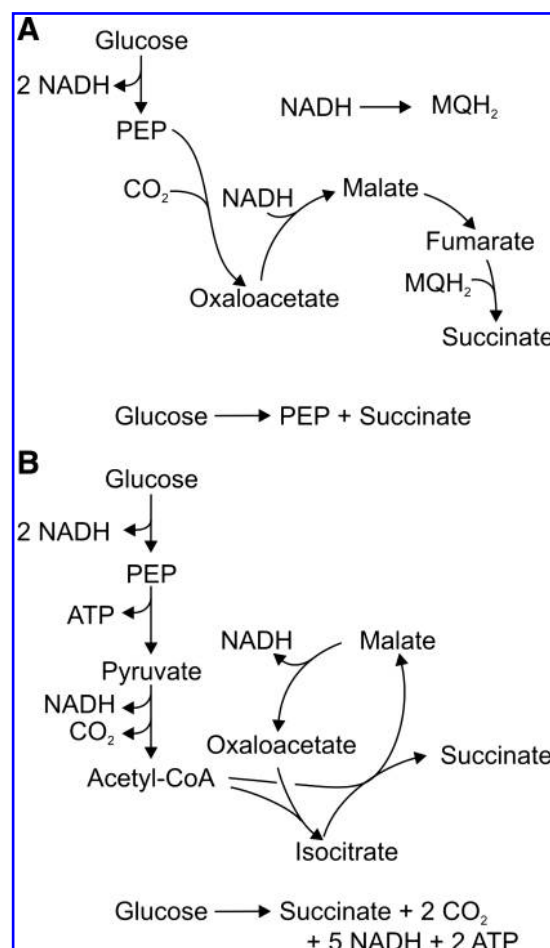 A
Glucose
2 NADH
NADH MQH₂
PEP
CO₂
NADH
Malate
Fumarate
MQH₂
Oxaloacetate
Succinate
Glucose PEP + Succinate
B
Glucose
2 NADH
PEP
ATP
NADH Malate
Pyruvate
NADH
CO₂
Oxaloacetate
Succinate
Acetyl-CoA
Isocitrate
Glucose Succinate + 2 CO₂
+ 5 NADH + 2 ATP